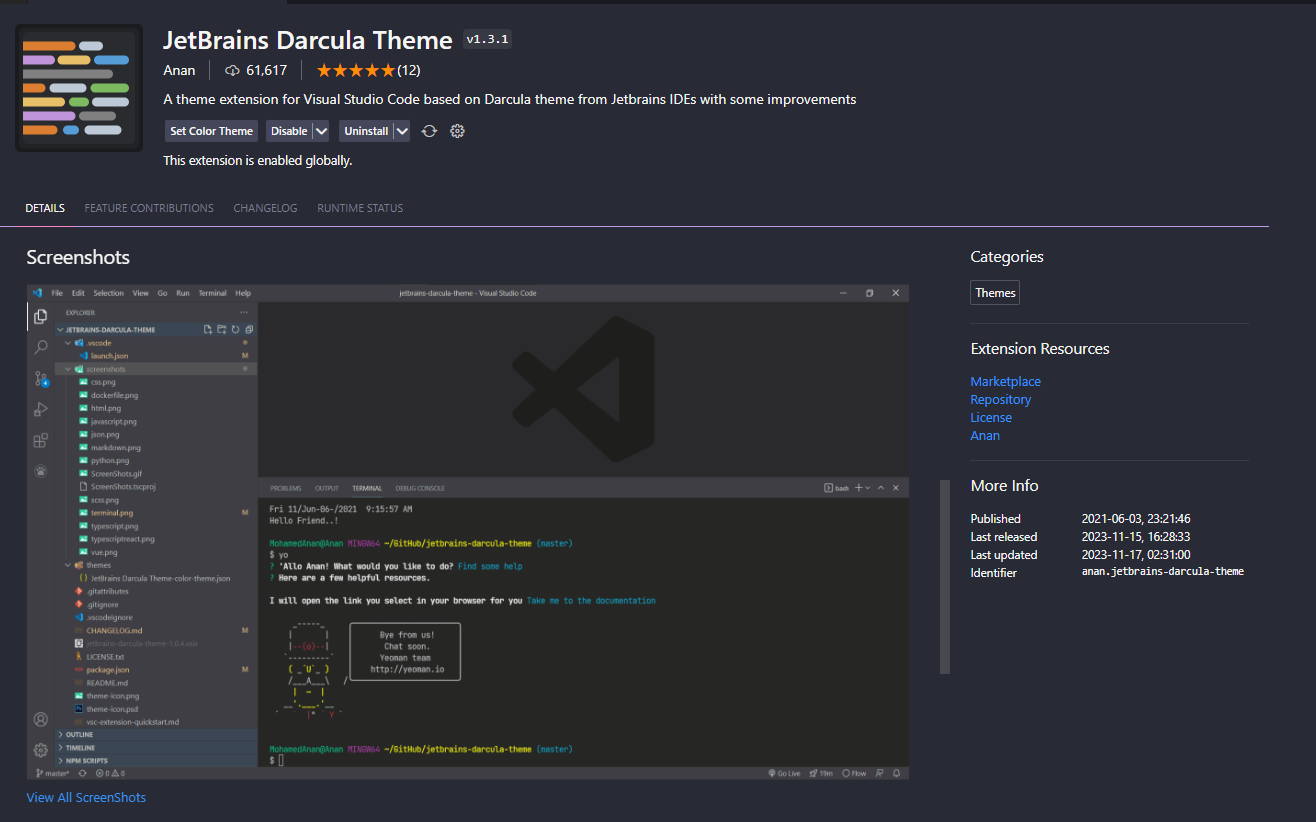 JetBrains Darcula Theme v1.3.1
Anan 61,617 (12)
A theme extension for Visual Studio Code based on Darcula theme from Jetbrains IDEs with some improvements
Set Color Theme Disable Uninstall
This extension is enabled globally.
DETAILS FEATURE CONTRIBUTIONS CHANGELOG RUNTIME STATUS
Screenshots
File Edit Selection View Go Run Terminal Help jetbrains-darcula-theme - Visual Studio Code
EXPLORER
JETBRAINS-DARCULA-THEME
.vscode
launch.json M
screenshots
css.png
dockerfile.png
html.png
javascript.png
json.png
markdown.png
python.png
ScreenShots.gif
ScreenShots.tscproj
scss.png
terminal.png M
typescript.png
typescriptreact.png
vue.png
themes
JetBrains Darcula Theme-color-theme.json
.gitattributes
.gitignore
.vscodeignore
CHANGELOG.md M
jetbrains-darcula-theme-1.0.4.vsix
LICENSE.txt
package.json M
README.md
theme-icon.png
theme-icon.psd
vsc-extension-quickstart.md
OUTLINE
TIMELINE
NPM SCRIPTS
PROBLEMS OUTPUT TERMINAL DEBUG CONSOLE bash
Fri 11/Jun-06-/2021 9:15:57 AM
Hello Friend..!
MohamedAnan@Anan MINGW64 ~/GitHub/jetbrains-darcula-theme (master)
$ yo
? 'Allo Anan! What would you like to do? Find some help
? Here are a few helpful resources.
I will open the link you select in your browser for you Take me to the documentation
Bye from us!
Chat soon.
Yeoman team
http://yeoman.io
MohamedAnan@Anan MINGW64 ~/GitHub/jetbrains-darcula-theme (master)
$
master* 0 0 Go Live 19m Flow
View All ScreenShots
Categories
Themes
Extension Resources
Marketplace
Repository
License
Anan
More Info
Published 2021-06-03, 23:21:46
Last released 2023-11-15, 16:28:33
Last updated 2023-11-17, 02:31:00
Identifier anan.jetbrains-darcula-theme